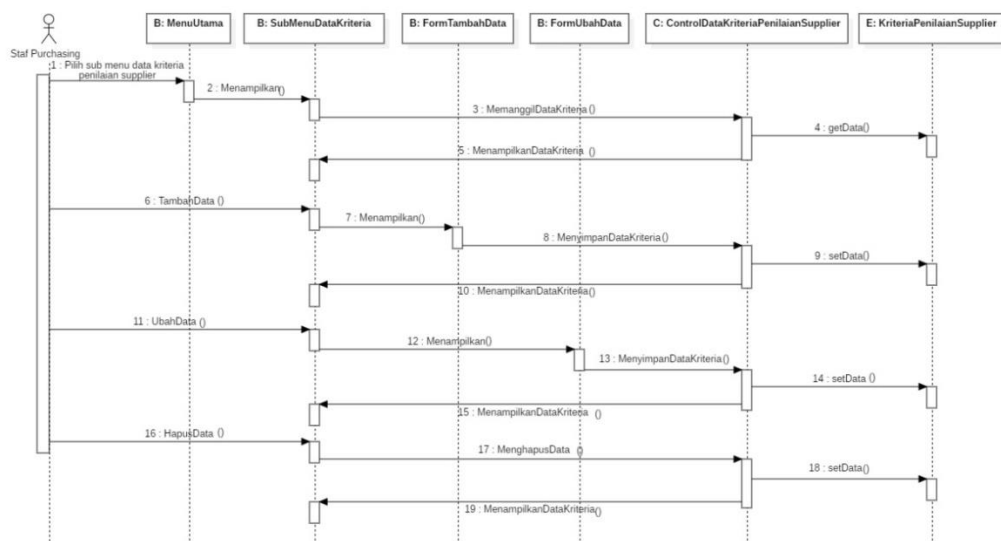 B: MenuUtama
B: SubMenuDataKriteria
B: FormTambahData
B: FormUbahData
C: ControlDataKriteriaPenilaianSupplier
E: KriteriaPenilaianSupplier
Staf Purchasing
1 : Pilih sub menu data kriteria
penilaian supplier
2 : Menampilkan()
3 : MemanggilDataKriteria()
4 : getData()
5 : MenampilkanDataKriteria ()
6 : TambahData ()
7 : Menampilkan()
8 : MenyimpanDataKriteria()
9 : setData()
10 : MenampilkanDataKriteria()
11 : UbahData ()
12 : Menampilkan()
13 : MenyimpanDataKriteria()
14 : setData ()
15 : MenampilkanDataKriteria ()
16 : HapusData ()
17 : MenghapusData ()
18 : setData()
19 : MenampilkanDataKriteria()